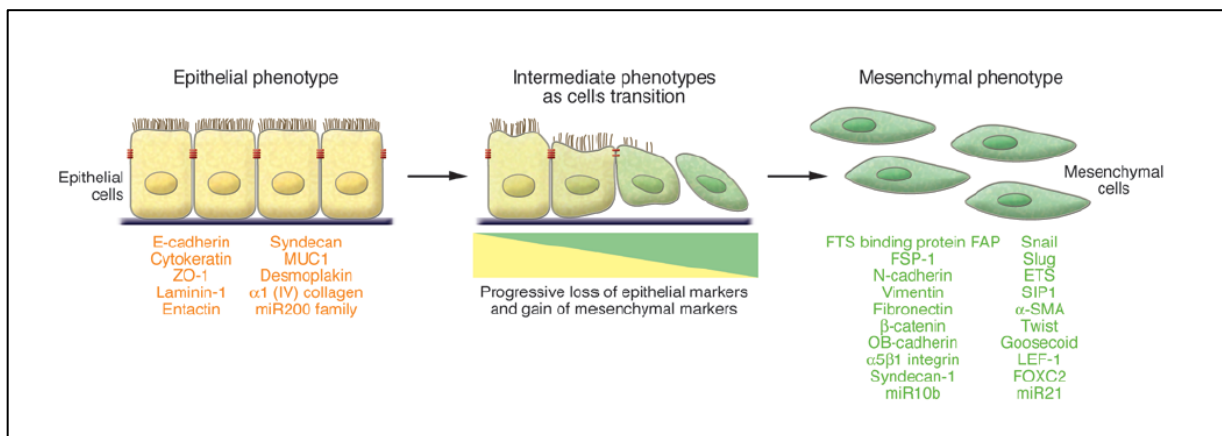 Epithelial phenotype
Intermediate phenotypes
as cells transition
Mesenchymal phenotype
Epithelial
cells
Mesenchymal
cells
E-cadherin
Cytokeratin
ZO-1
Laminin-1
Entactin
Syndecan
MUC1
Desmoplakin
α1 (IV) collagen
miR200 family
Progressive loss of epithelial markers
and gain of mesenchymal markers
FTS binding protein FAP
FSP-1
N-cadherin
Vimentin
Fibronectin
β-catenin
OB-cadherin
α5β1 integrin
Syndecan-1
miR10b
Snail
Slug
ETS
SIP1
α-SMA
Twist
Goosecoid
LEF-1
FOXC2
miR21